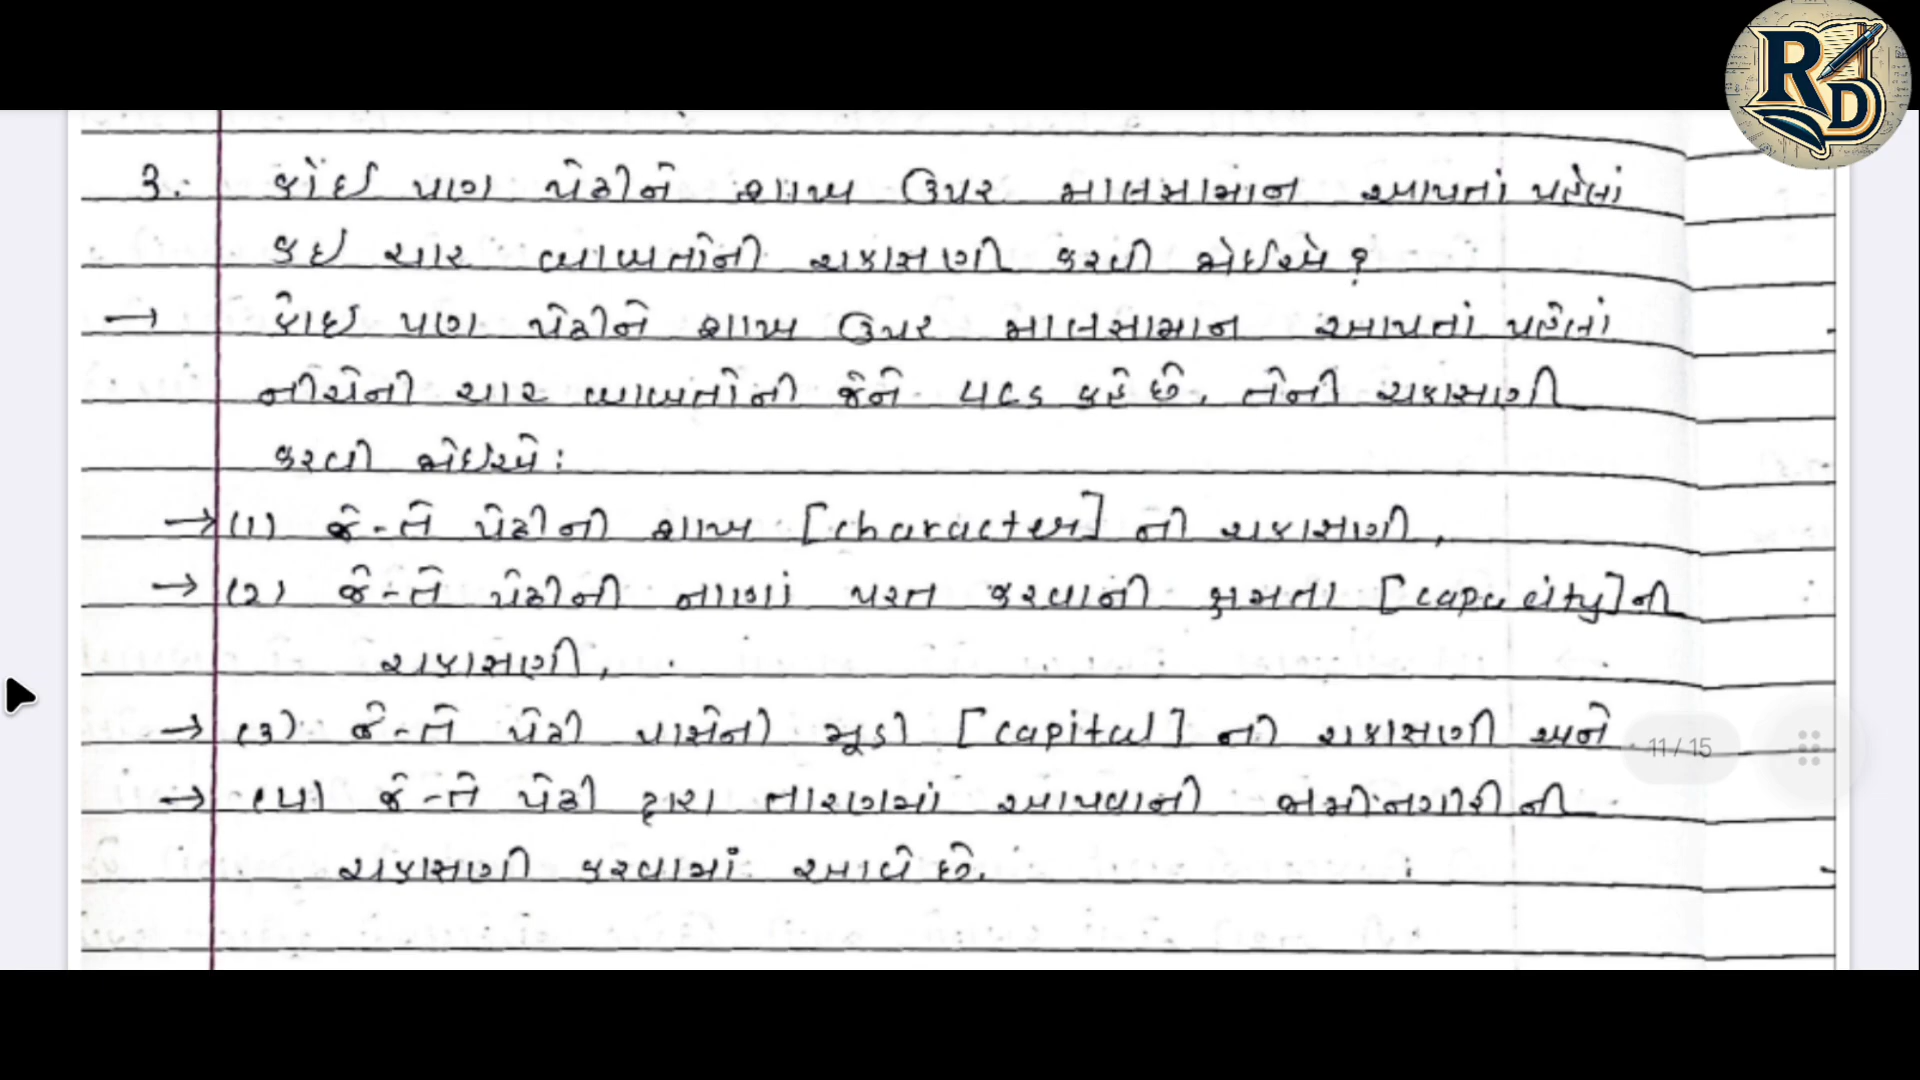 RD
3. કોઈ પણ પેઢીને શાખ ઉપર માલસામાન આપતાં પહેલાં
કઈ ચાર બાબતોની ચકાસણી કરવી જોઈએ?
→ કોઈ પણ પેઢીને શાખ ઉપર માલસામાન આપતાં પહેલાં
નીચેની ચાર બાબતોની જેને 4CS કહે છે, તેની ચકાસણી
કરવી જોઈએ:
→ (1) જે-તે પેઢીની શાખ [character] ની ચકાસણી,
→ (2) જે-તે પેઢીની નાણાં પરત કરવાની ક્ષમતા [capacity] ની
ચકાસણી,
→ (3) જે-તે પેઢી પાસેની મૂડી [capital] ની ચકાસણી અને
11 / 15
→ (૫) જે-તે પેઢી દ્વારા તારણમાં આપવાની જામીનગીરીની
ચકાસણી કરવામાં આવે છે.